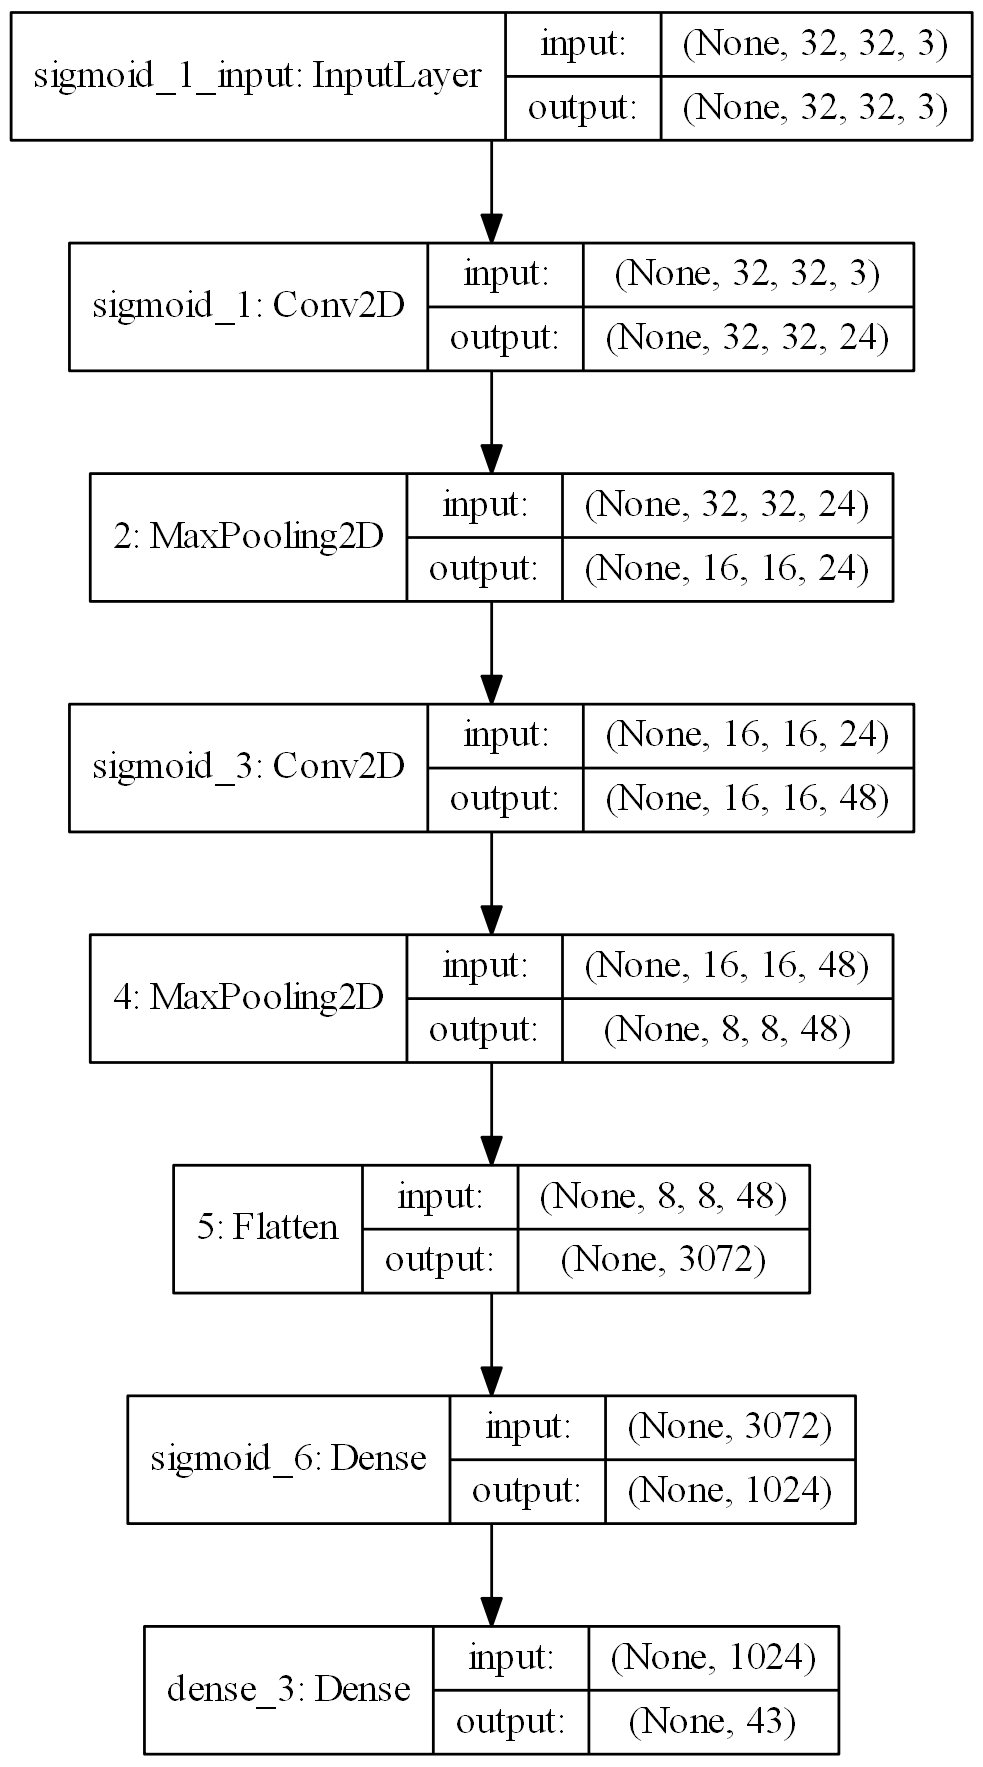 sigmoid_1_input: InputLayer
input: (None, 32, 32, 3)
output: (None, 32, 32, 3)
sigmoid_1: Conv2D
input: (None, 32, 32, 3)
output: (None, 32, 32, 24)
2: MaxPooling2D
input: (None, 32, 32, 24)
output: (None, 16, 16, 24)
sigmoid_3: Conv2D
input: (None, 16, 16, 24)
output: (None, 16, 16, 48)
4: MaxPooling2D
input: (None, 16, 16, 48)
output: (None, 8, 8, 48)
5: Flatten
input: (None, 8, 8, 48)
output: (None, 3072)
sigmoid_6: Dense
input: (None, 3072)
output: (None, 1024)
dense_3: Dense
input: (None, 1024)
output: (None, 43)